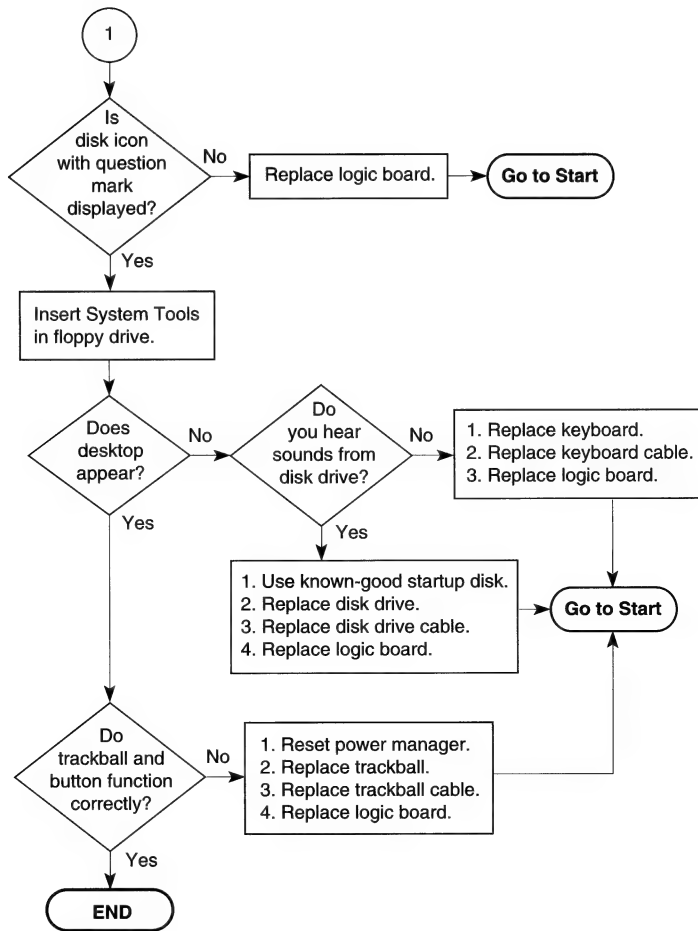 1
Is
disk icon
with question
mark
displayed?
No
Replace logic board.
Go to Start
Yes
Insert System Tools
in floppy drive.
Does
desktop
appear?
No
Do
you hear
sounds from
disk drive?
No
1. Replace keyboard.
2. Replace keyboard cable.
3. Replace logic board.
Yes
Yes
1. Use known-good startup disk.
2. Replace disk drive.
3. Replace disk drive cable.
4. Replace logic board.
Go to Start
Do
trackball and
button function
correctly?
No
1. Reset power manager.
2. Replace trackball.
3. Replace trackball cable.
4. Replace logic board.
Yes
END